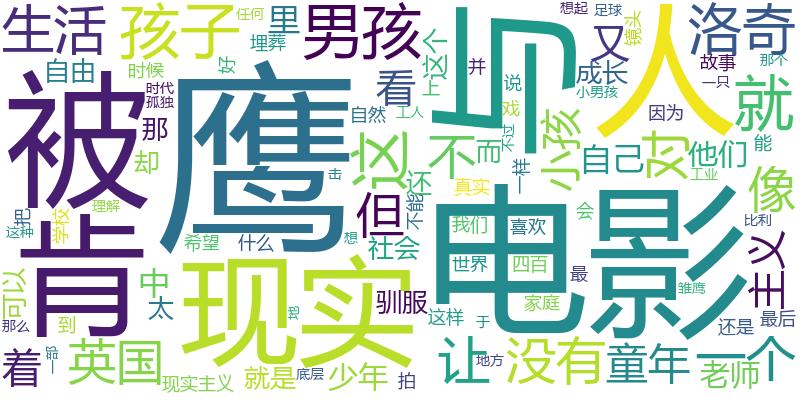 生活 孩子 里 男孩 想起 足球 镜头 那个 洛奇
任何 埋葬 又 人
自由 时候 好 看 上 这个 并 说 成长 故事 一只
被 鹰 那 时代 孤独 与 戏 小男孩 就
却 自然 工人 不过 因为 能
这 不 而 小孩 自己 对 他们 像
击 还 一样 真实 工业
把 学校 理解 但 不能 我们 喜欢 会 比利
这种 肯 希望 什么 想 社会 电影 主义
可以 现实 中 世界 四百 最 雏鹰
太 驯服 家庭
那么 到 这样 于 还是 最后
着 一部 英国 让 没有 童年 一个
地方
现实主义 就是 底层 少年 拍 老师